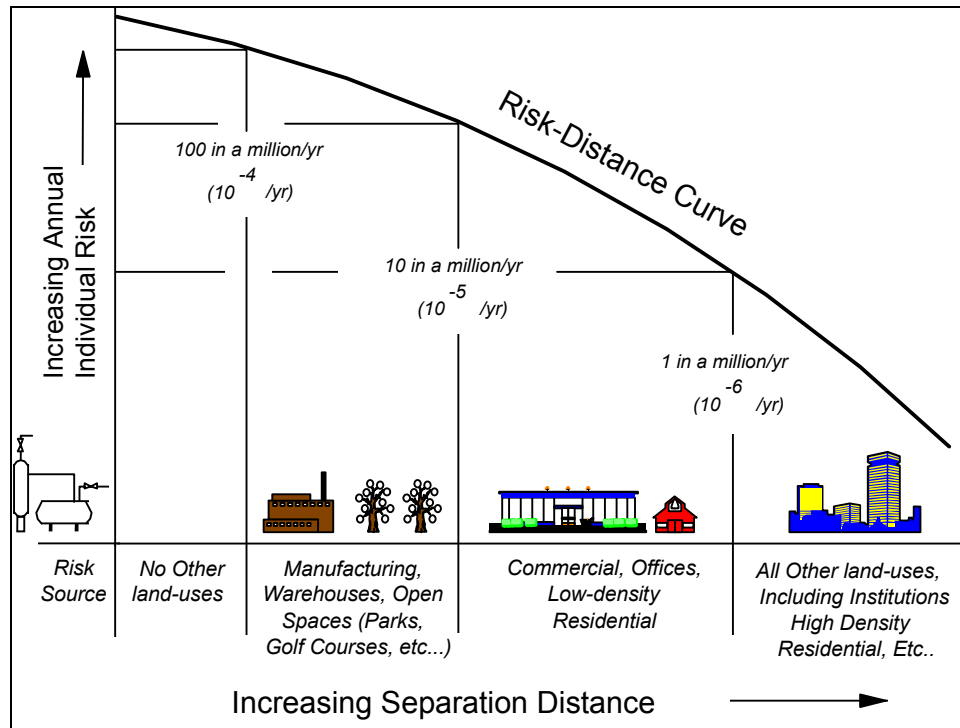 Increasing Annual
Individual Risk
Risk-Distance Curve
100 in a million/yr
(10 -4 /yr)
10 in a million/yr
(10 -5 /yr)
1 in a million/yr
(10 -6 /yr)
Risk
Source
No Other
land-uses
Manufacturing,
Warehouses, Open
Spaces (Parks,
Golf Courses, etc...)
Commercial, Offices,
Low-density
Residential
All Other land-uses,
Including Institutions
High Density
Residential, Etc..
Increasing Separation Distance